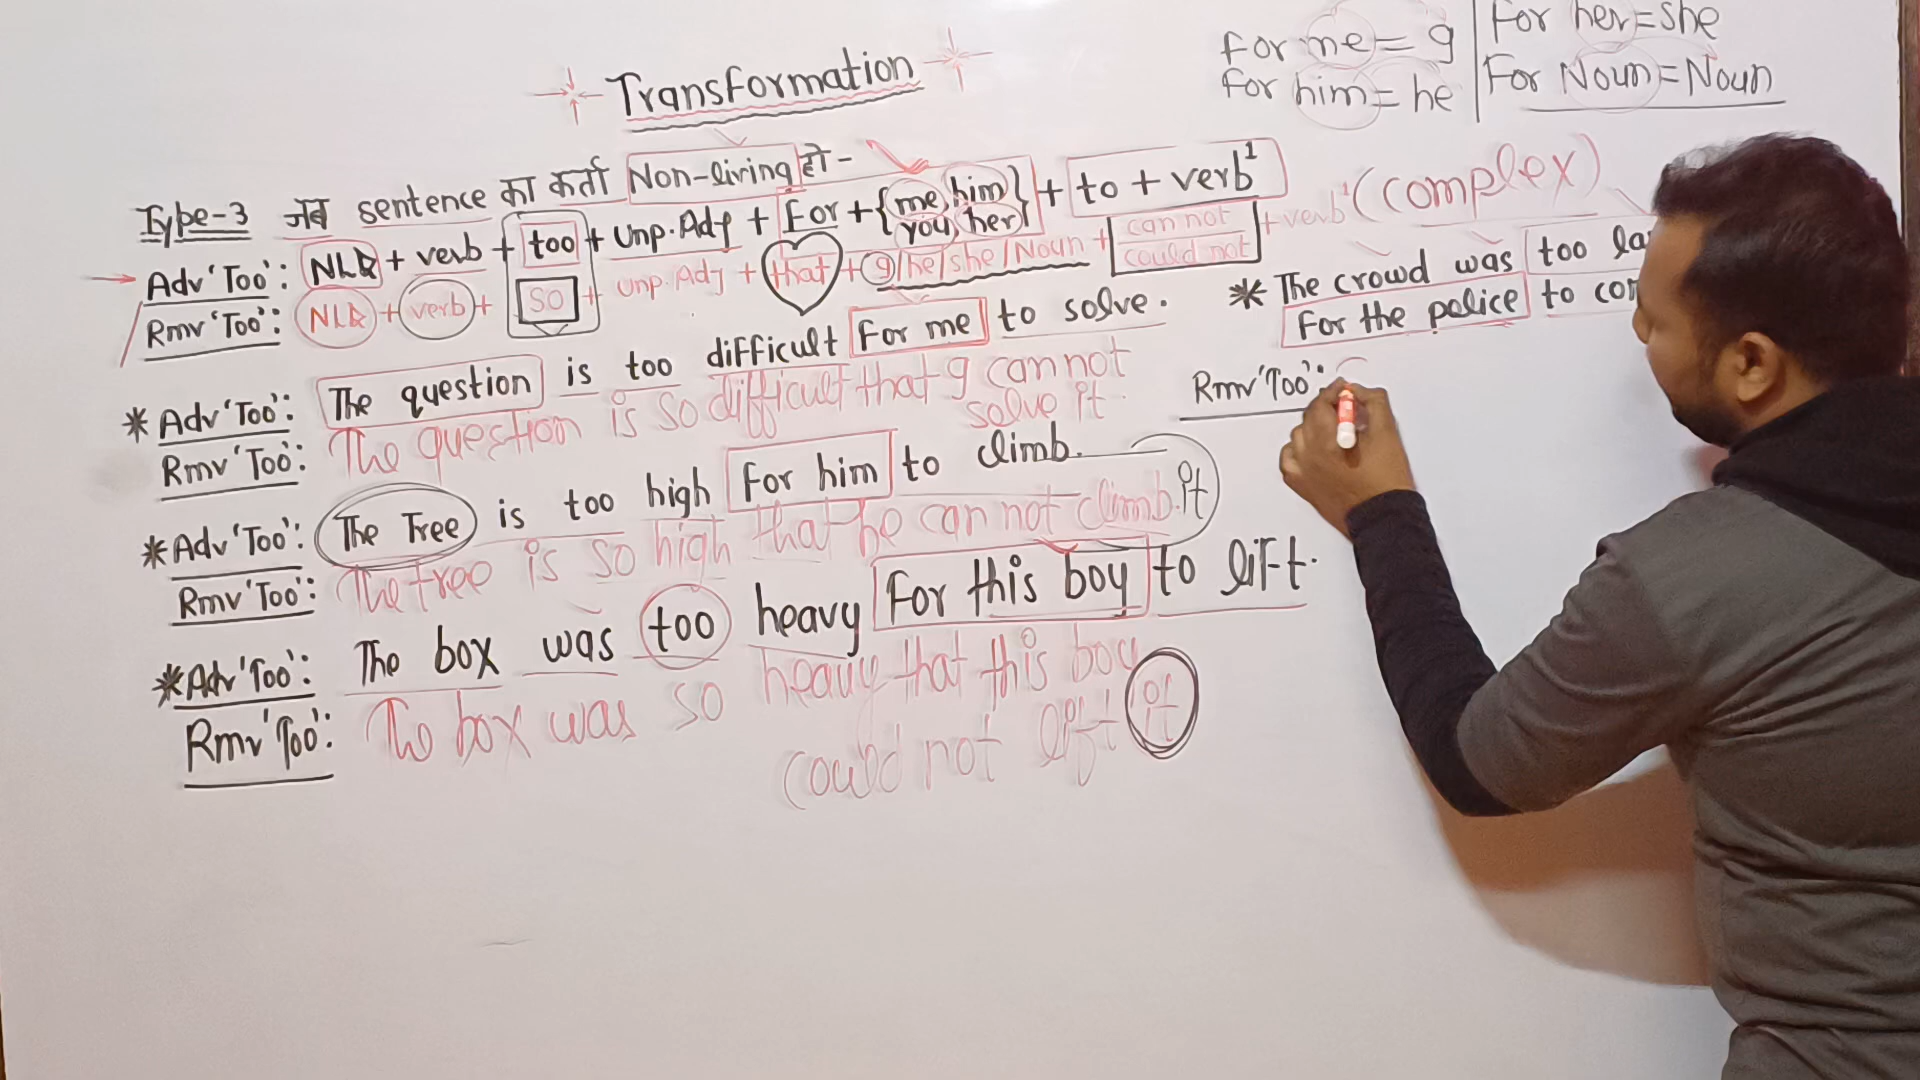 Transformation
For me = I
For him = he
For her = she
For Noun = Noun
Type-3 जब sentence का कर्ता Non-living हो-
Adv 'Too': NLR + verb + too + Unp. Adj + For + {me, him you, her} + to + verb¹
Rmv 'Too': NLR + verb + so + unp. Adj + that + I/he/she/Noun + can not could not + verb¹ (complex)
* Adv 'Too': The question is too difficult for me to solve.
Rmv 'Too': The question is so difficult that I can not solve it.
* Adv 'Too': The Tree is too high for him to climb.
Rmv 'Too': The tree is so high that he can not climb it
* Adv 'Too': The box was too heavy for this boy to lift.
Rmv 'Too': The box was so heavy that this boy could not lift it
* The crowd was too
For the police to
Rmv 'Too':